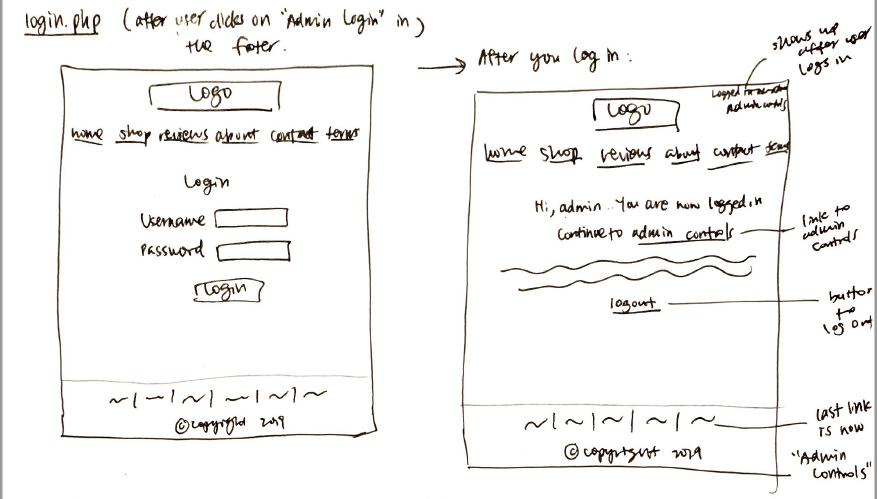 login.php (after user clicks on "Admin Login" in the footer.)
Logo
home shop reviews about contact terms
Login
Username
Password
Login
©copyright 2019
→ After you log in:
shows up
after user
logs in
Logged in
Admin controls
Logo
home shop reviews about contact terms
Hi, admin. You are now logged in
Continue to admin controls
link to
admin
controls
logout
button
to
log out
last link
is now
"Admin
Controls"
©copyright 2019